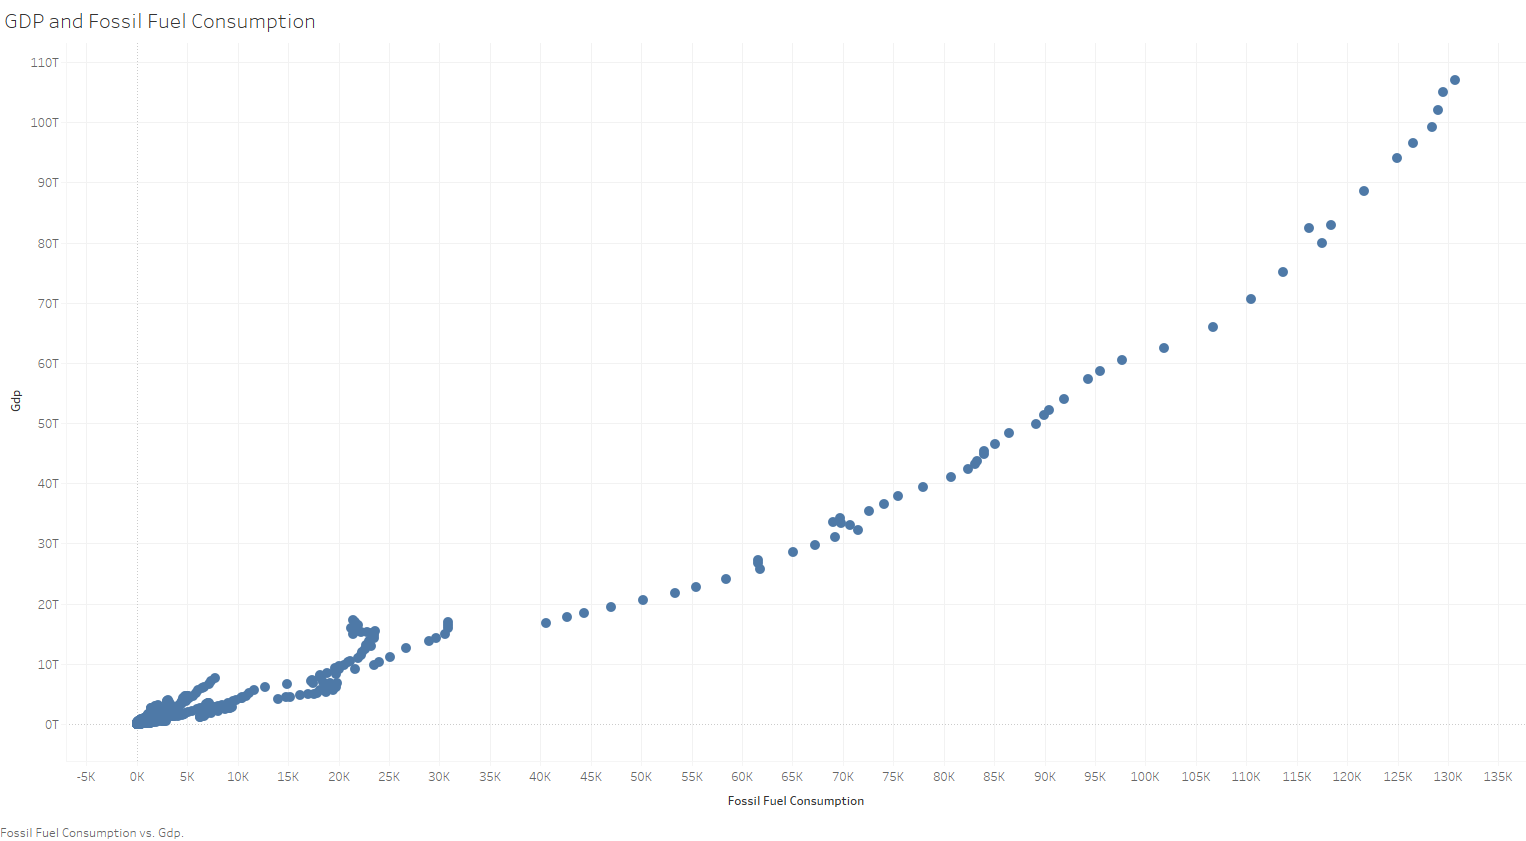 GDP and Fossil Fuel Consumption
110T
100T
90T
80T
70T
60T
50T
40T
30T
20T
10T
0T
Gdp
-5K 0K 5K 10K 15K 20K 25K 30K 35K 40K 45K 50K 55K 60K 65K 70K 75K 80K 85K 90K 95K 100K 105K 110K 115K 120K 125K 130K 135K
Fossil Fuel Consumption
Fossil Fuel Consumption vs. Gdp.